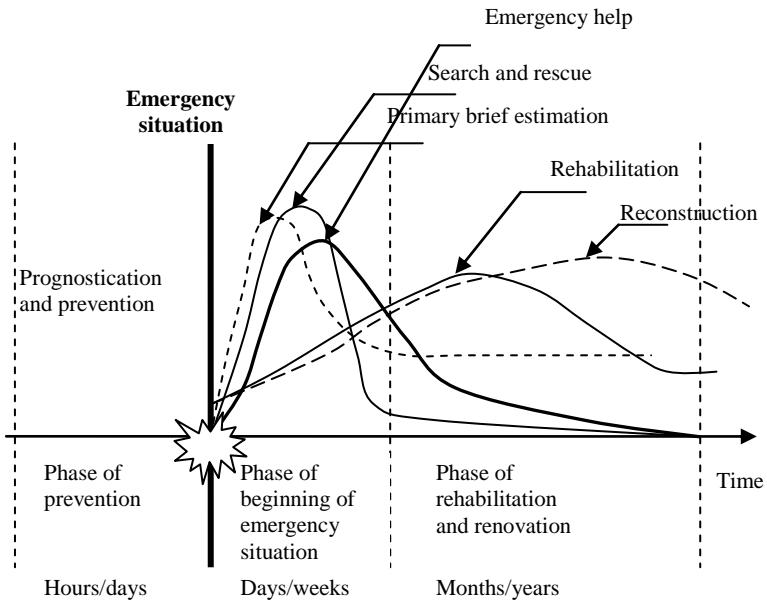 Emergency help
Search and rescue
Emergency
situation
Primary brief estimation
Rehabilitation
Reconstruction
Prognostication
and prevention
Phase of
prevention
Phase of
beginning of
emergency
situation
Phase of
rehabilitation
and renovation
Time
Hours/days
Days/weeks
Months/years